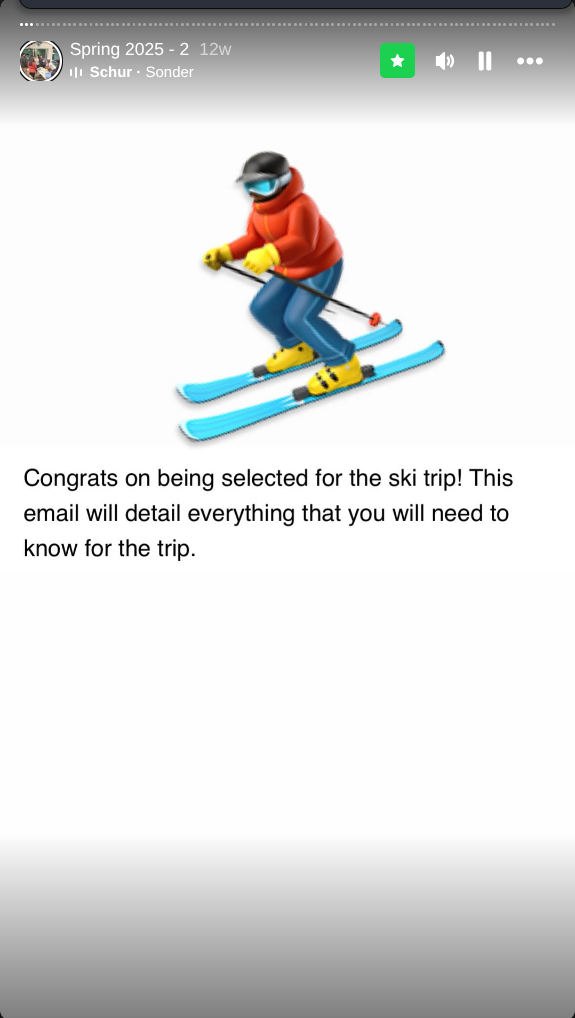 Spring 2025 - 2 12w
Schur · Sonder
Congrats on being selected for the ski trip! This
email will detail everything that you will need to
know for the trip.